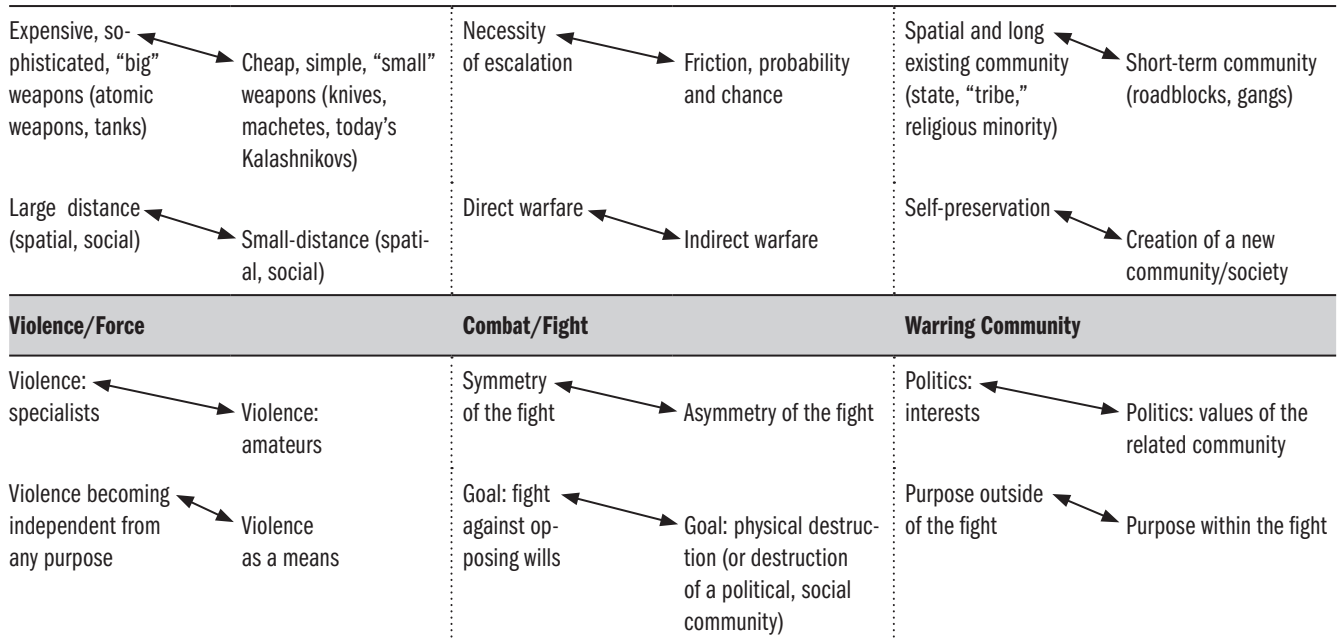 Expensive, so-
phisticated, “big”
weapons (atomic
weapons, tanks)
Cheap, simple, “small”
weapons (knives,
machetes, today’s
Kalashnikovs)
Necessity
of escalation
Friction, probability
and chance
Spatial and long
existing community
(state, “tribe,”
religious minority)
Short-term community
(roadblocks, gangs)
Large distance
(spatial, social)
Small-distance (spati-
al, social)
Direct warfare
Indirect warfare
Self-preservation
Creation of a new
community/society
Violence/Force
Combat/Fight
Warring Community
Violence:
specialists
Violence:
amateurs
Symmetry
of the fight
Asymmetry of the fight
Politics:
interests
Politics: values of the
related community
Violence becoming
independent from
any purpose
Violence
as a means
Goal: fight
against op-
posing wills
Goal: physical destruc-
tion (or destruction
of a political, social
community)
Purpose outside
of the fight
Purpose within the fight